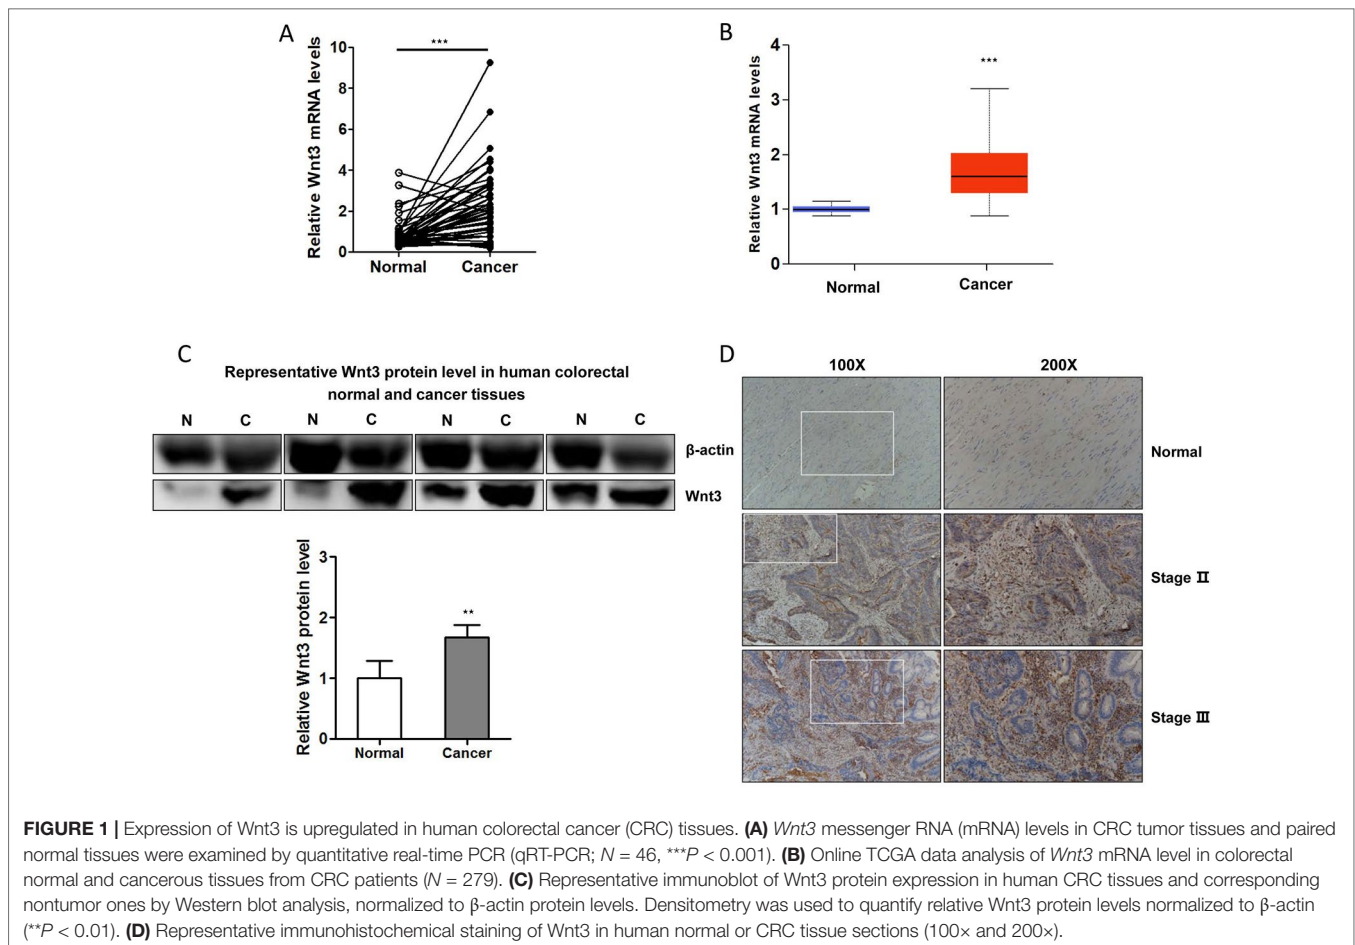 A
***
Relative Wnt3 mRNA levels
10
8
6
4
2
0
Normal Cancer
B
***
Relative Wnt3 mRNA levels
4
3
2
1
0
Normal Cancer
C
Representative Wnt3 protein level in human colorectal
normal and cancer tissues
N C N C N C N C
β-actin
Wnt3
Relative Wnt3 protein level
3
2
1
0
**
Normal Cancer
D
100X 200X
Normal
Stage II
Stage III
FIGURE 1 | Expression of Wnt3 is upregulated in human colorectal cancer (CRC) tissues. (A) Wnt3 messenger RNA (mRNA) levels in CRC tumor tissues and paired
normal tissues were examined by quantitative real-time PCR (qRT-PCR; N = 46, ***P < 0.001). (B) Online TCGA data analysis of Wnt3 mRNA level in colorectal
normal and cancerous tissues from CRC patients (N = 279). (C) Representative immunoblot of Wnt3 protein expression in human CRC tissues and corresponding
nontumor ones by Western blot analysis, normalized to β-actin protein levels. Densitometry was used to quantify relative Wnt3 protein levels normalized to β-actin
(**P < 0.01). (D) Representative immunohistochemical staining of Wnt3 in human normal or CRC tissue sections (100× and 200×).